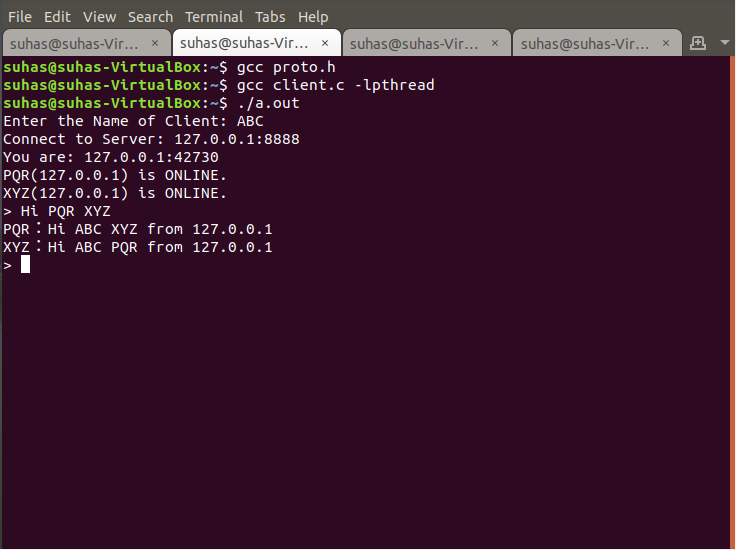 File Edit View Search Terminal Tabs Help
suhas@suhas-Vir... × suhas@suhas-Vir... × suhas@suhas-Vir... × suhas@suhas-Vir... ×
suhas@suhas-VirtualBox:~$ gcc proto.h
suhas@suhas-VirtualBox:~$ gcc client.c -lpthread
suhas@suhas-VirtualBox:~$ ./a.out
Enter the Name of Client: ABC
Connect to Server: 127.0.0.1:8888
You are: 127.0.0.1:42730
PQR(127.0.0.1) is ONLINE.
XYZ(127.0.0.1) is ONLINE.
> Hi PQR XYZ
PQR：Hi ABC XYZ from 127.0.0.1
XYZ：Hi ABC PQR from 127.0.0.1
>